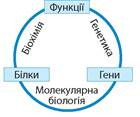 Функції
Біохімія
Генетика
Білки
Гени
Молекулярна
біологія